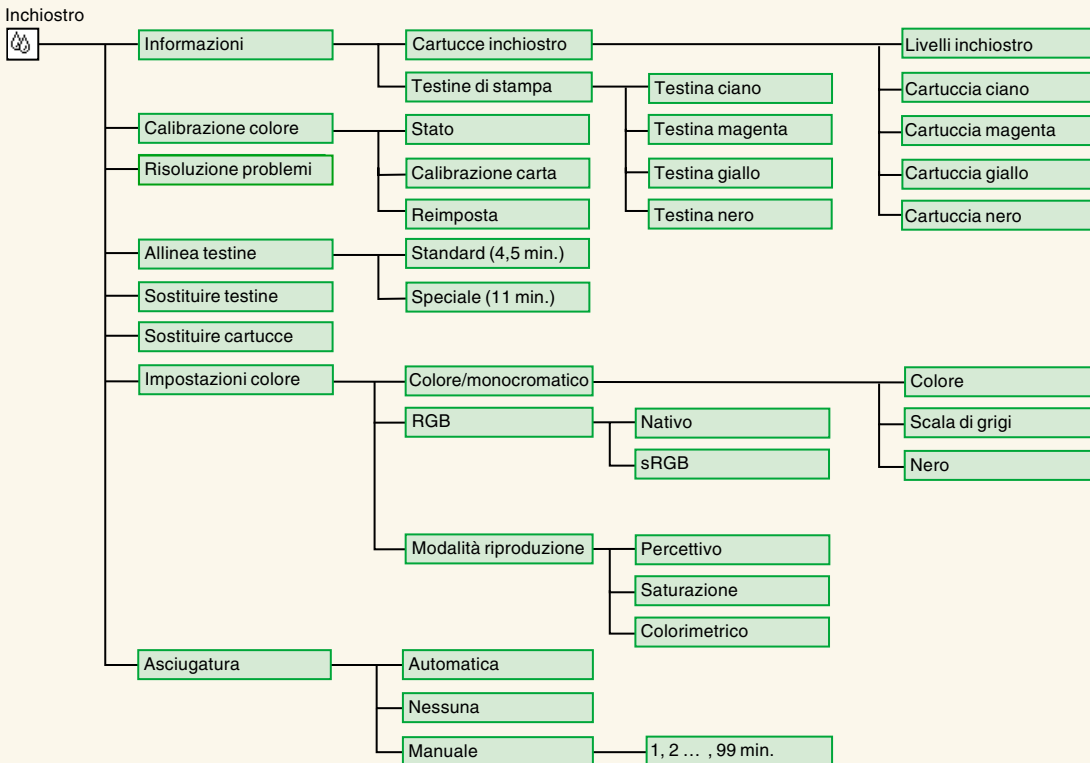 Inchiostro
Informazioni
Cartucce inchiostro
Livelli inchiostro
Testine di stampa
Testina ciano
Cartuccia ciano
Calibrazione colore
Stato
Testina magenta
Cartuccia magenta
Risoluzione problemi
Calibrazione carta
Testina giallo
Cartuccia giallo
Reimposta
Testina nero
Cartuccia nero
Allinea testine
Standard (4,5 min.)
Sostituire testine
Speciale (11 min.)
Sostituire cartucce
Impostazioni colore
Colore/monocromatico
Colore
RGB
Nativo
Scala di grigi
sRGB
Nero
Modalità riproduzione
Percettivo
Saturazione
Colorimetrico
Asciugatura
Automatica
Nessuna
Manuale
1, 2 ... , 99 min.